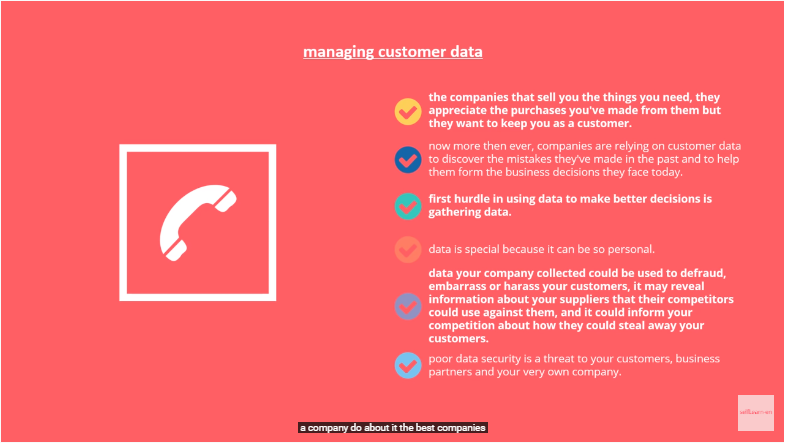 managing customer data
the companies that sell you the things you need, they
appreciate the purchases you've made from them but
they want to keep you as a customer.
now more then ever, companies are relying on customer data
to discover the mistakes they've made in the past and to help
them form the business decisions they face today.
first hurdle in using data to make better decisions is
gathering data.
data is special because it can be so personal.
data your company collected could be used to defraud,
embarrass or harass your customers, it may reveal
information about your suppliers that their competitors
could use against them, and it could inform your
competition about how they could steal away your
customers.
poor data security is a threat to your customers, business
partners and your very own company.
a company do about it the best companies